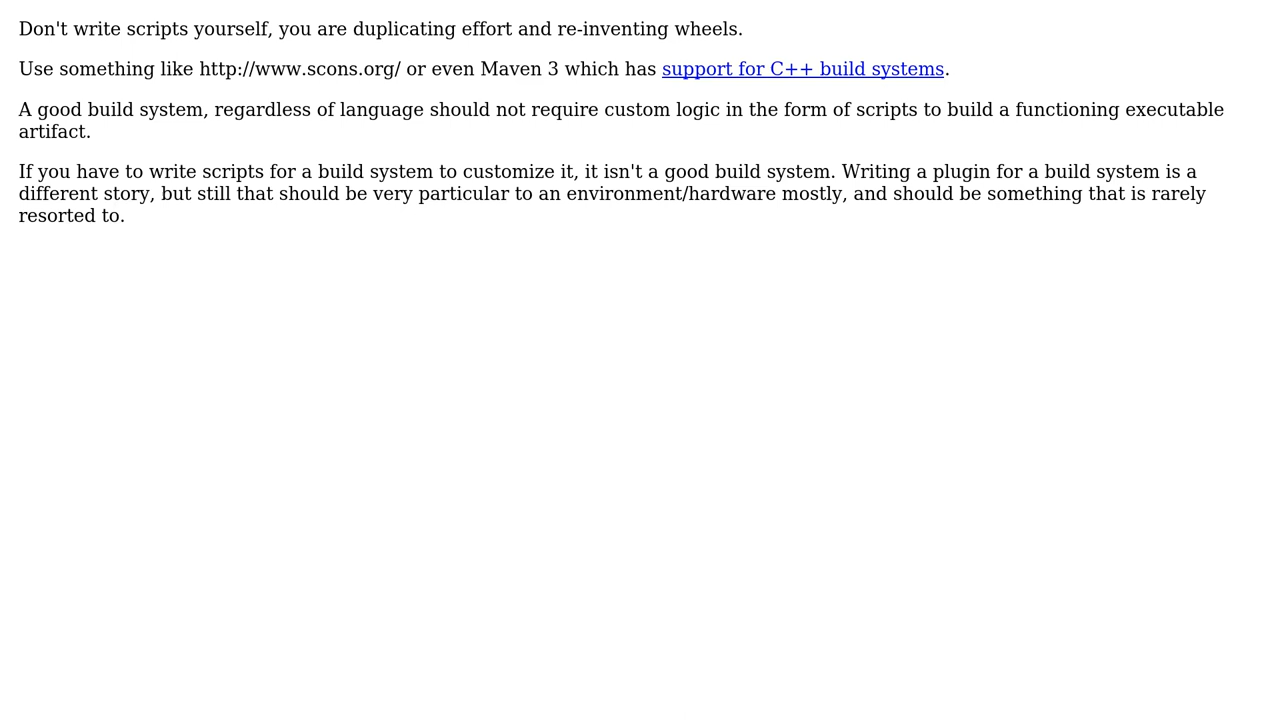 Don't write scripts yourself, you are duplicating effort and re-inventing wheels.
Use something like http://www.scons.org/ or even Maven 3 which has support for C++ build systems.
A good build system, regardless of language should not require custom logic in the form of scripts to build a functioning executable
artifact.
If you have to write scripts for a build system to customize it, it isn't a good build system. Writing a plugin for a build system is a
different story, but still that should be very particular to an environment/hardware mostly, and should be something that is rarely
resorted to.